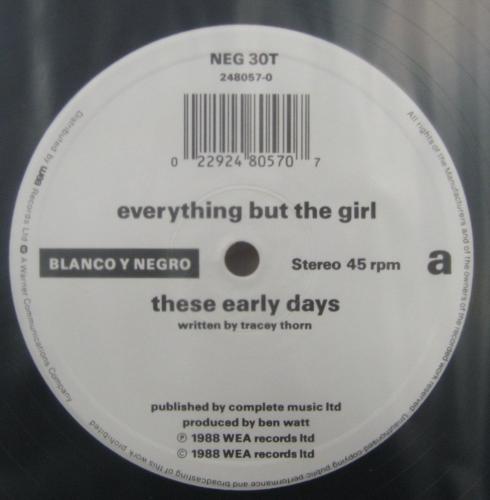 NEG 30T
248057-0
0 22924 80570 7
everything but the girl
BLANCO Y NEGRO
Stereo 45 rpm
a
these early days
written by tracey thorn
published by complete music ltd
produced by ben watt
Ⓟ 1988 WEA records ltd
© 1988 WEA records ltd
All rights of the Manufacturers and of the owners of the recorded work reserved. Unauthorised copying public performance and broadcasting of this work prohibited.
Distributed by wea Records Ltd. A Warner Communications Company